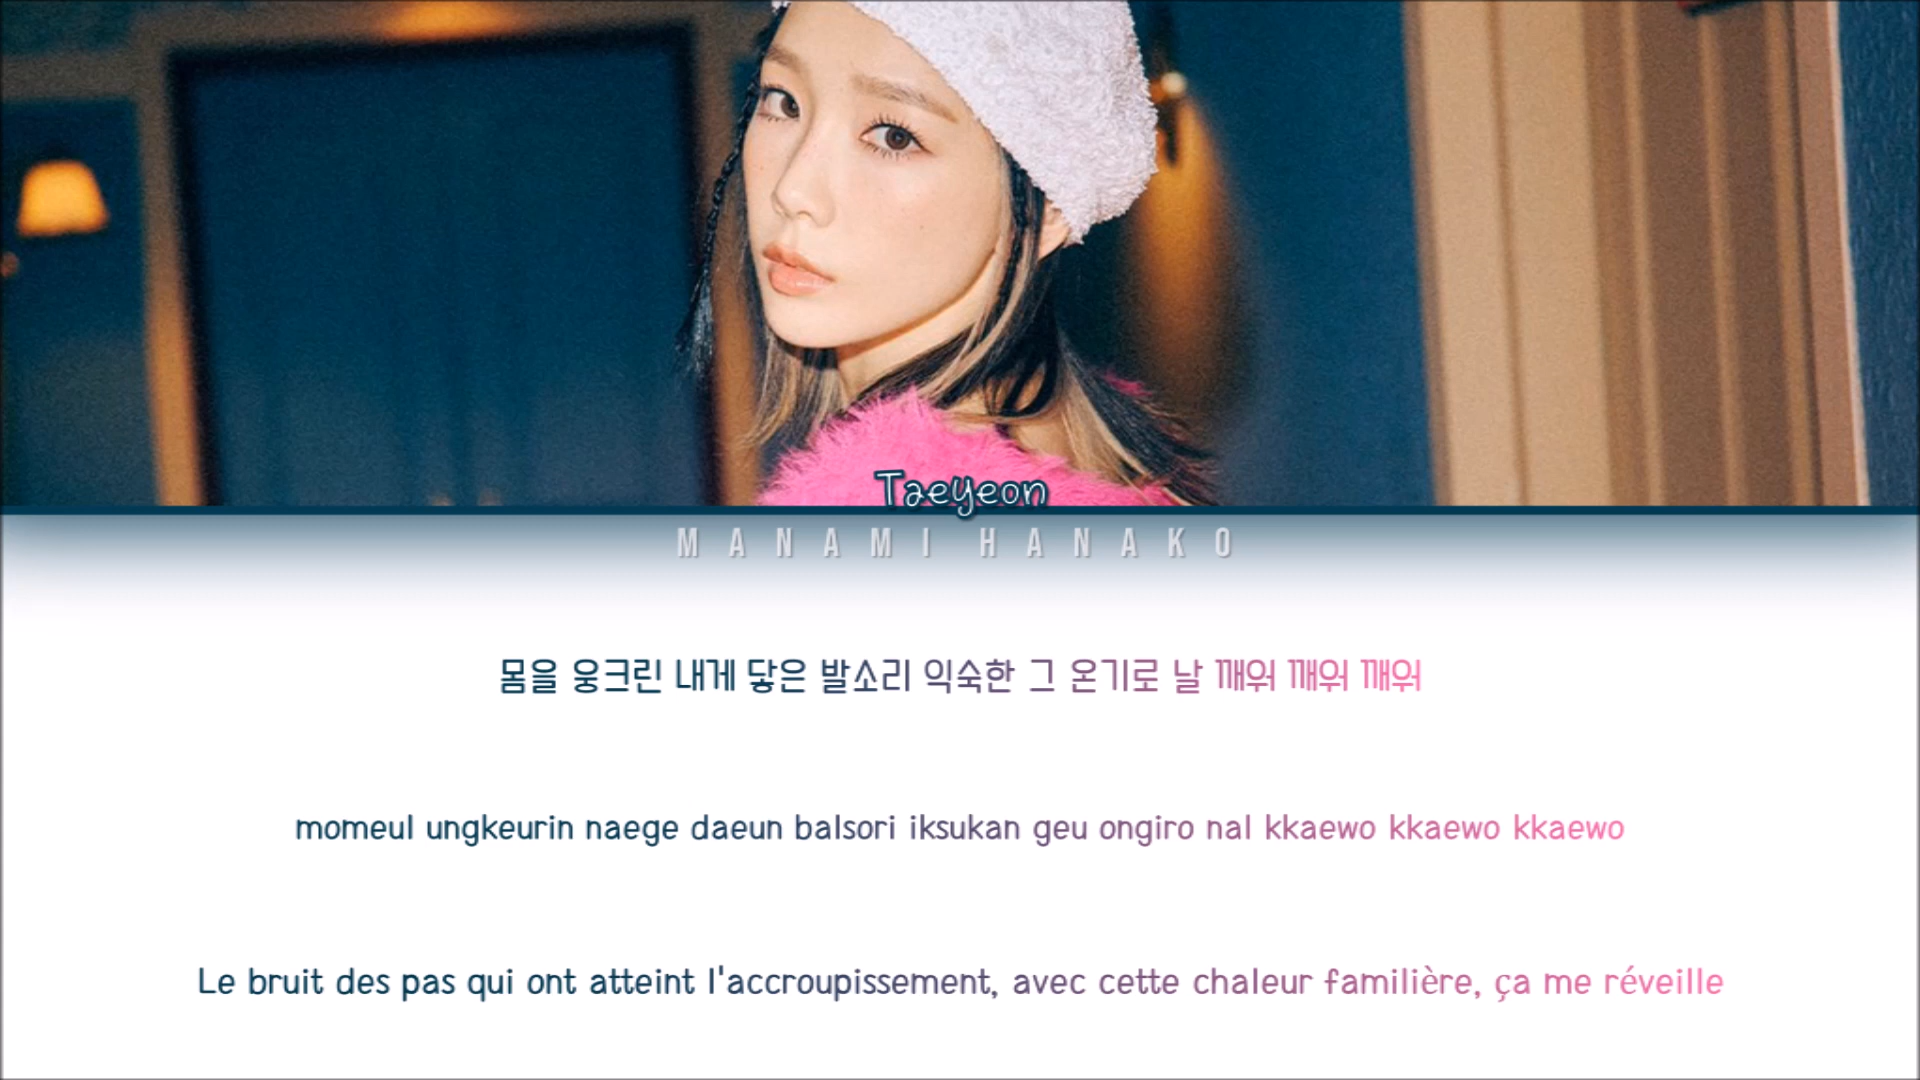 Taeyeon
MANAMI HANAKO
몸을 웅크린 내게 닿은 발소리 익숙한 그 온기로 날 깨워 깨워 깨워
momeul ungkeurin naege daeun balsori iksukan geu ongiro nal kkaewo kkaewo kkaewo
Le bruit des pas qui ont atteint l'accroupissement, avec cette chaleur familière, ça me réveille